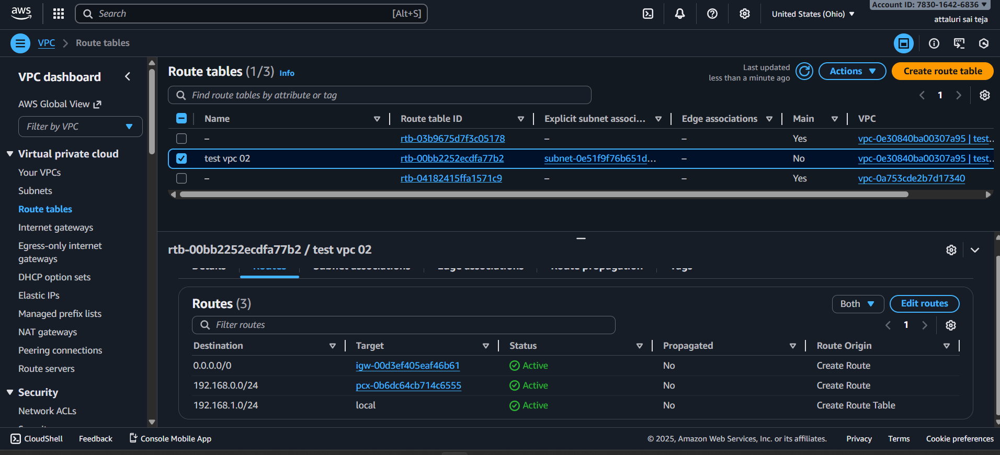 aws
Search [Alt+S]
United States (Ohio)
Account ID: 7830-1642-6836
attaluri sai teja
VPC Route tables
VPC dashboard
AWS Global View
Filter by VPC
Virtual private cloud
Your VPCs
Subnets
Route tables
Internet gateways
Egress-only internet
gateways
DHCP option sets
Elastic IPs
Managed prefix lists
NAT gateways
Peering connections
Route servers
Security
Network ACLs
Route tables (1/3) Info
Last updated
less than a minute ago
Actions
Create route table
Find route tables by attribute or tag
1
Name Route table ID Explicit subnet associ... Edge associations Main VPC
– rtb-03b9675d7f3c05178 – – Yes vpc-0e30840ba00307a95 | test..
test vpc 02 rtb-00bb2252ecdfa77b2 subnet-0e51f9f76b651d... – No vpc-0e30840ba00307a95 | test..
– rtb-04182415ffa1571c9 – – Yes vpc-0a753cde2b7d17340
rtb-00bb2252ecdfa77b2 / test vpc 02
Details Routes Subnet associations Edge associations Route propagation Tags
Routes (3)
Both
Edit routes
Filter routes
1
Destination Target Status Propagated Route Origin
0.0.0.0/0 igw-00d3ef405eaf46b61 Active No Create Route
192.168.0.0/24 pcx-0b6dc64cb714c6555 Active No Create Route
192.168.1.0/24 local Active No Create Route Table
CloudShell Feedback Console Mobile App
© 2025, Amazon Web Services, Inc. or its affiliates. Privacy Terms Cookie preferences